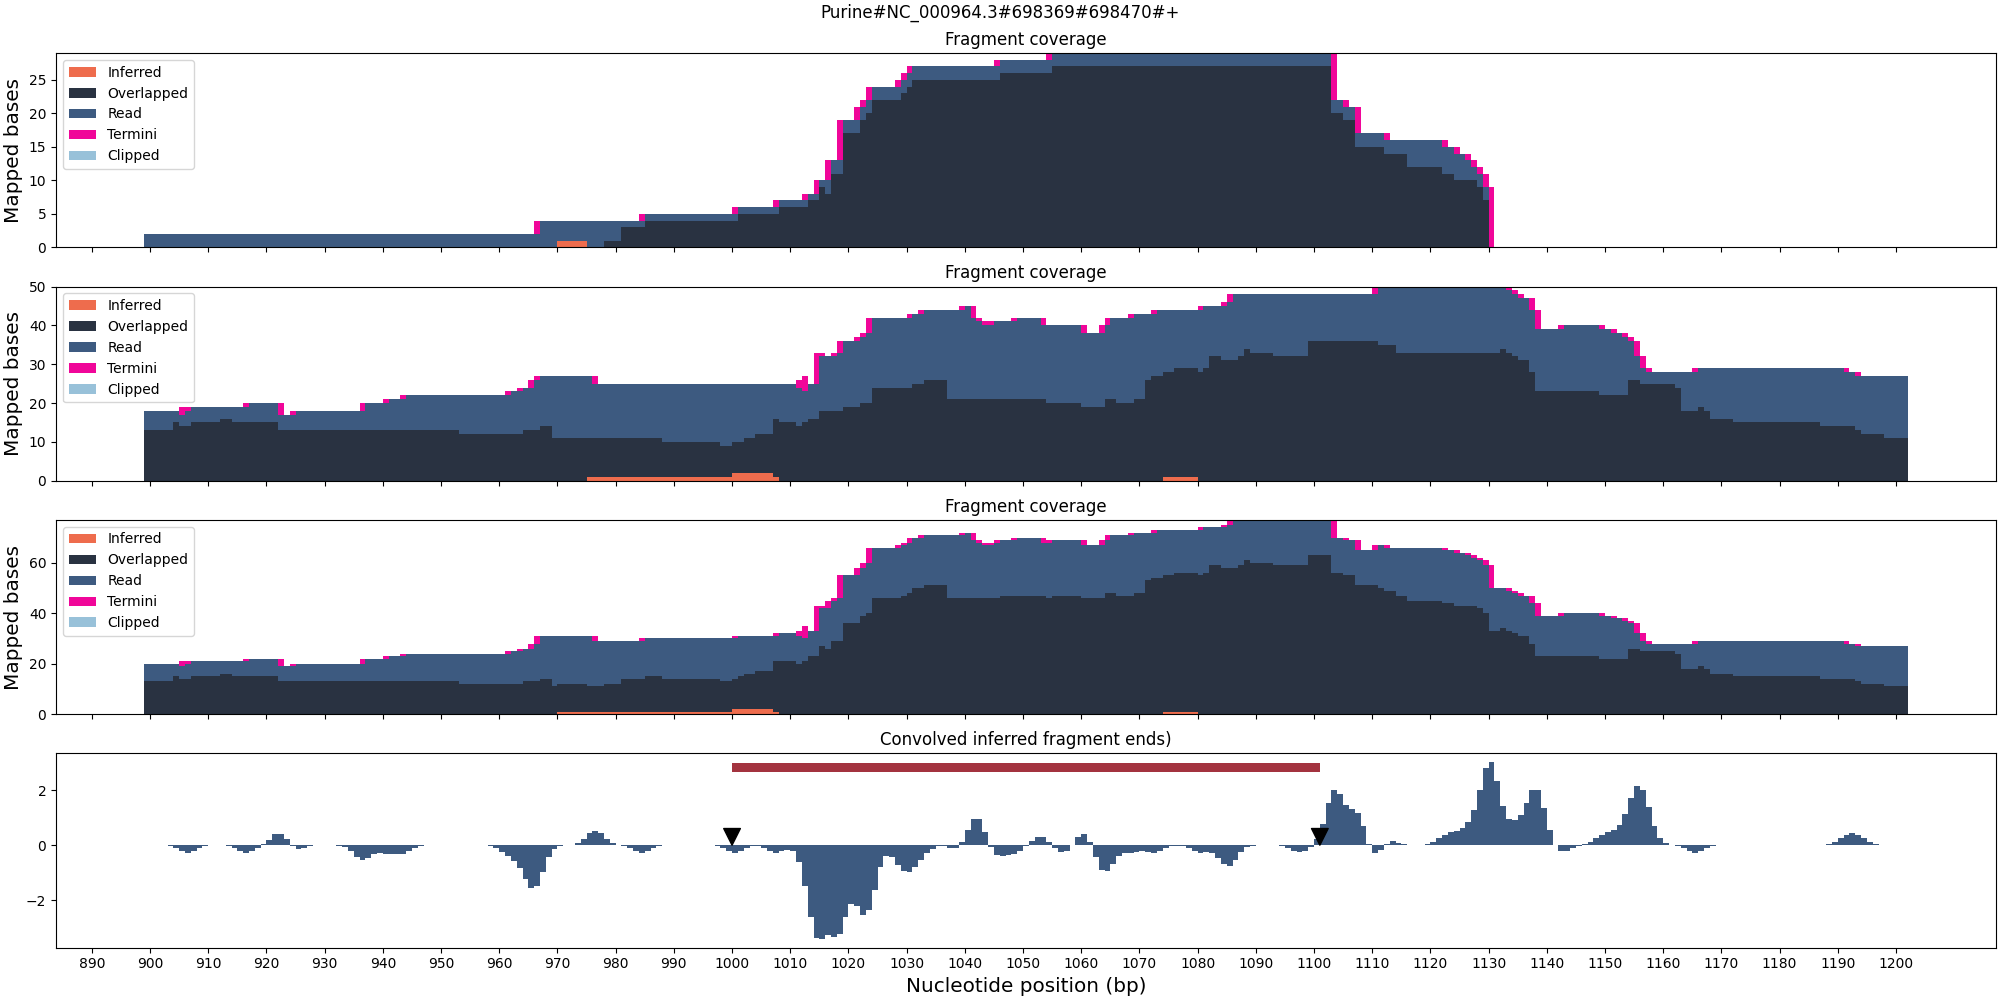 Purine#NC_000964.3#698369#698470#+
Fragment coverage
Mapped bases
25
20
15
10
5
0
Inferred
Overlapped
Read
Termini
Clipped
Fragment coverage
Mapped bases
50
40
30
20
10
0
Inferred
Overlapped
Read
Termini
Clipped
Fragment coverage
Mapped bases
60
40
20
0
Inferred
Overlapped
Read
Termini
Clipped
Convolved inferred fragment ends)
2
0
−2
890 900 910 920 930 940 950 960 970 980 990 1000 1010 1020 1030 1040 1050 1060 1070 1080 1090 1100 1110 1120 1130 1140 1150 1160 1170 1180 1190 1200
Nucleotide position (bp)